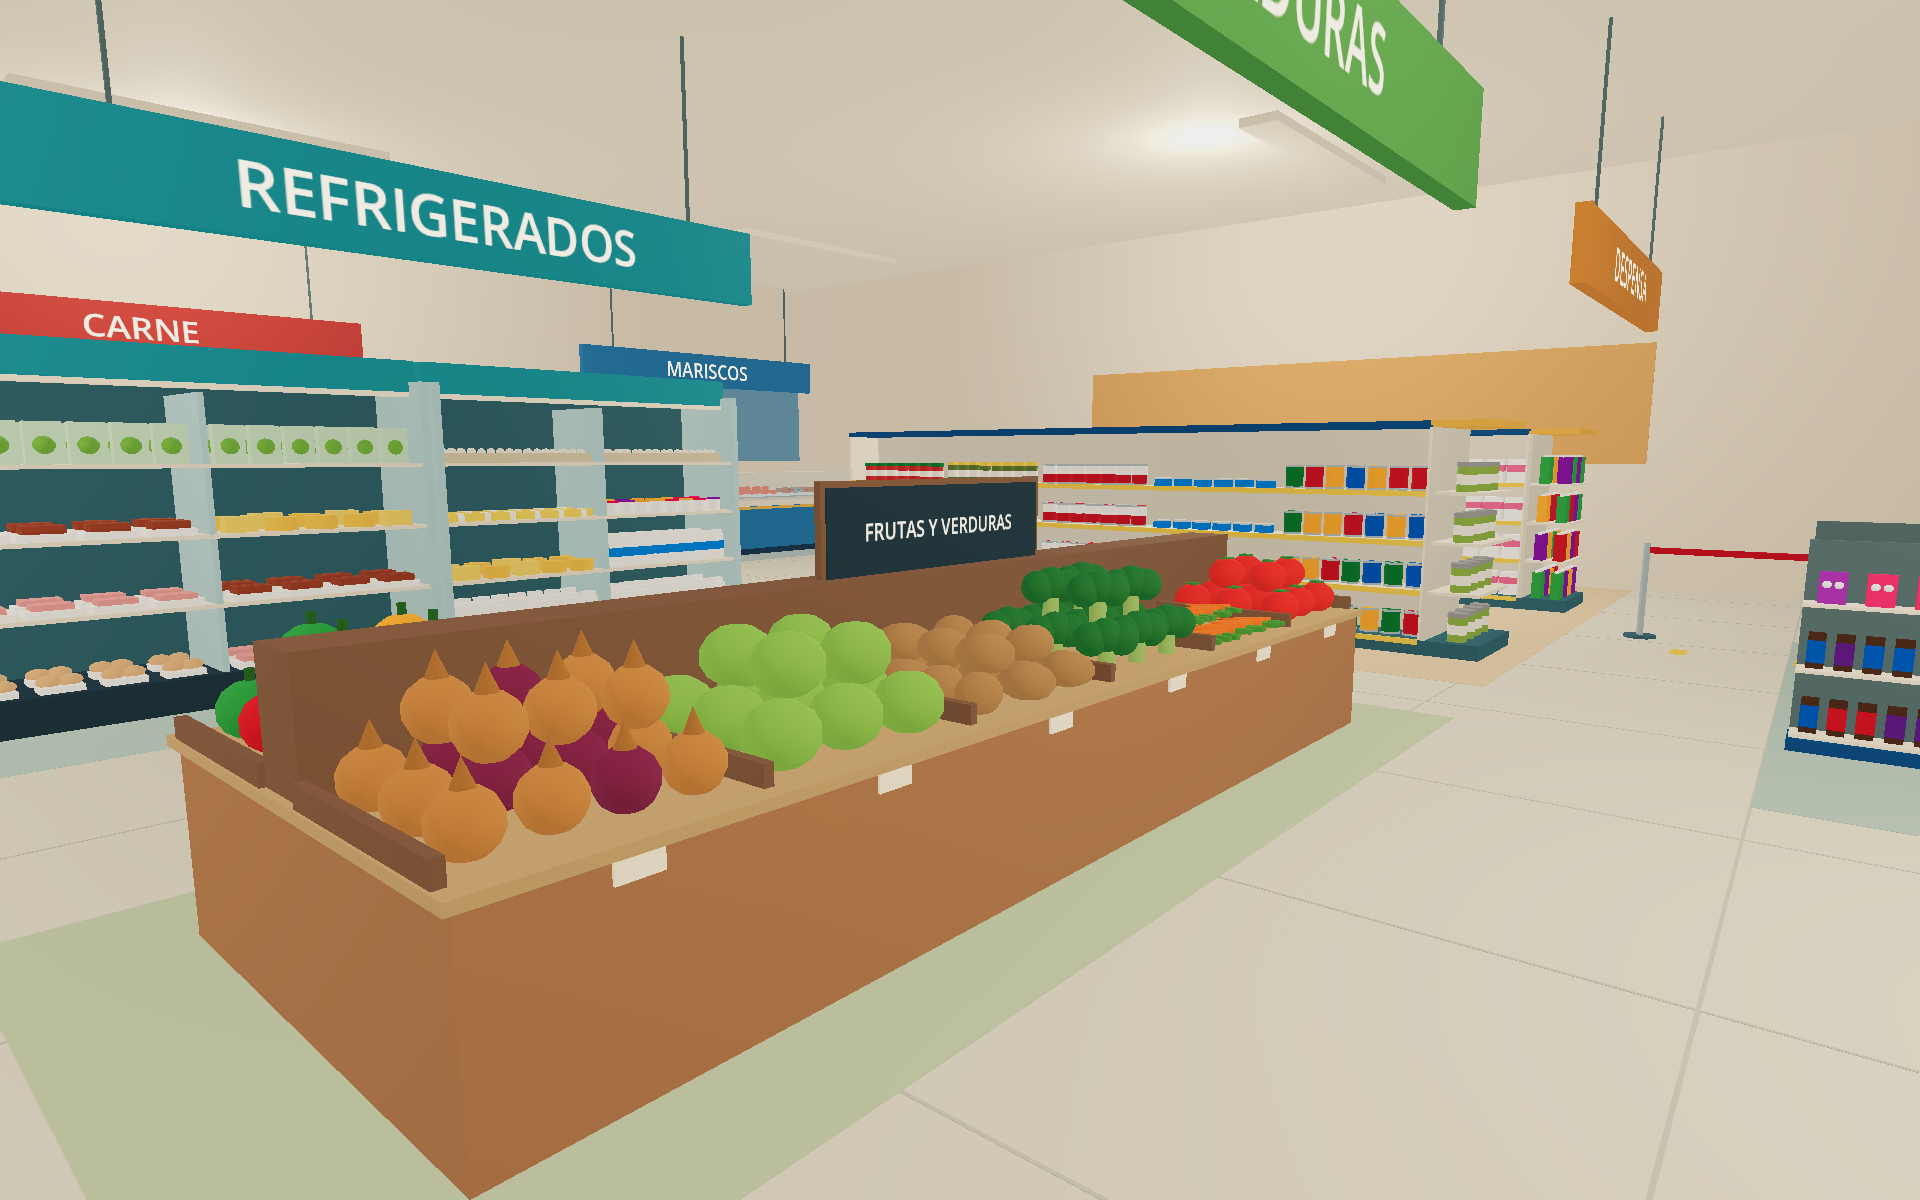 REFRIGERADOS
CARNE
MARISCOS
FRUTAS Y VERDURAS
DESPENSA